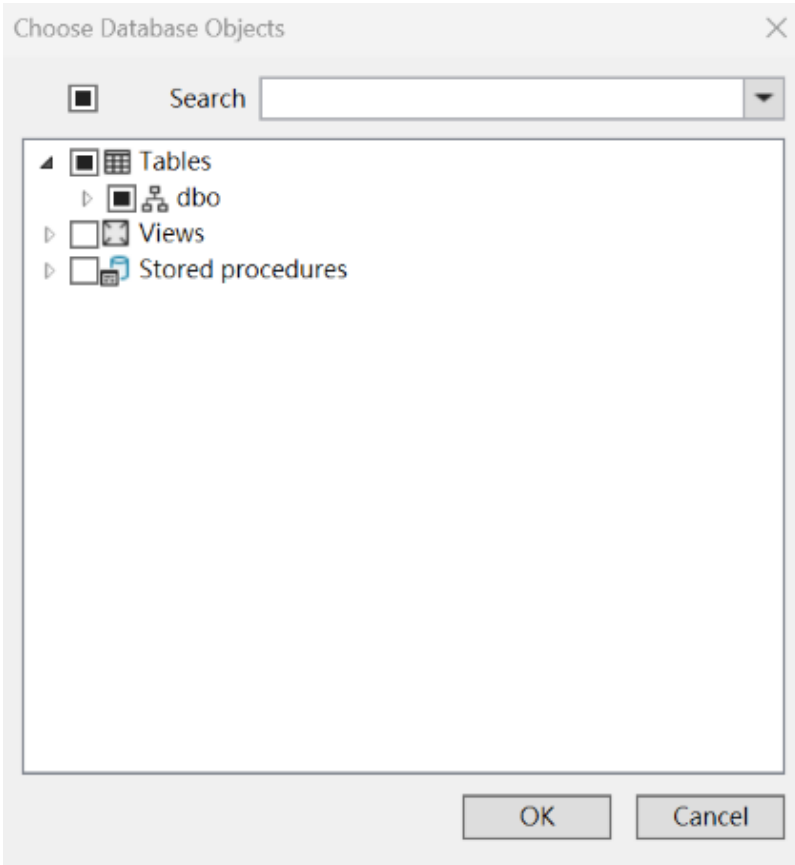 Choose Database Objects
Search
Tables
dbo
Views
Stored procedures
OK
Cancel